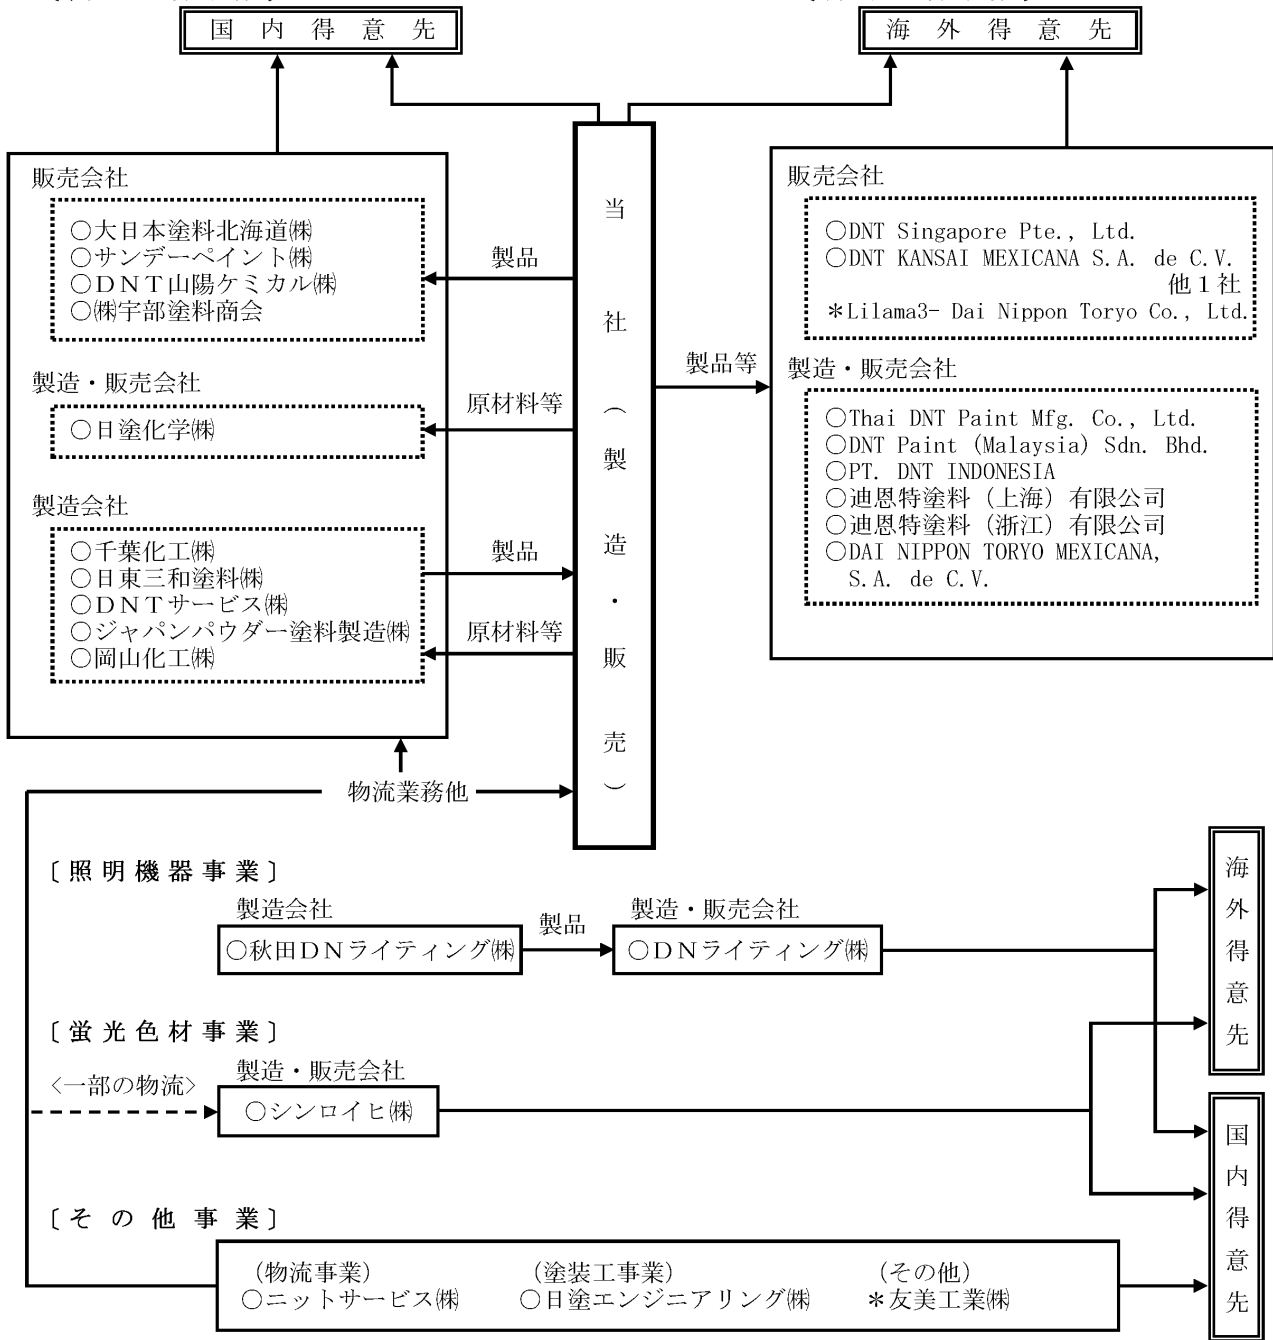 国内得意先
海外得意先
販売会社
○大日本塗料北海道㈱
○サンデーペイント㈱
○ＤＮＴ山陽ケミカル㈱
○㈱宇部塗料商会
製造・販売会社
○日塗化学㈱
製造会社
○千葉化工㈱
○日東三和塗料㈱
○ＤＮＴサービス㈱
○ジャパンパウダー塗料製造㈱
○岡山化工㈱
製品
原材料等
製品
原材料等
当社（製造・販売）
製品等
販売会社
○DNT Singapore Pte., Ltd.
○DNT KANSAI MEXICANA S.A. de C.V.
他１社
＊Lilama3- Dai Nippon Toryo Co., Ltd.
製造・販売会社
○Thai DNT Paint Mfg. Co., Ltd.
○DNT Paint (Malaysia) Sdn. Bhd.
○PT. DNT INDONESIA
○迪恩特塗料（上海）有限公司
○迪恩特塗料（浙江）有限公司
○DAI NIPPON TORYO MEXICANA,
S.A. de C.V.
物流業務他
〔照明機器事業〕
製造会社
○秋田ＤＮライティング㈱
製品
製造・販売会社
○ＤＮライティング㈱
海外得意先
〔蛍光色材事業〕
<一部の物流>
製造・販売会社
○シンロイヒ㈱
国内得意先
〔その他事業〕
（物流事業）
○ニットサービス㈱
（塗装工事業）
○日塗エンジニアリング㈱
（その他）
＊友美工業㈱